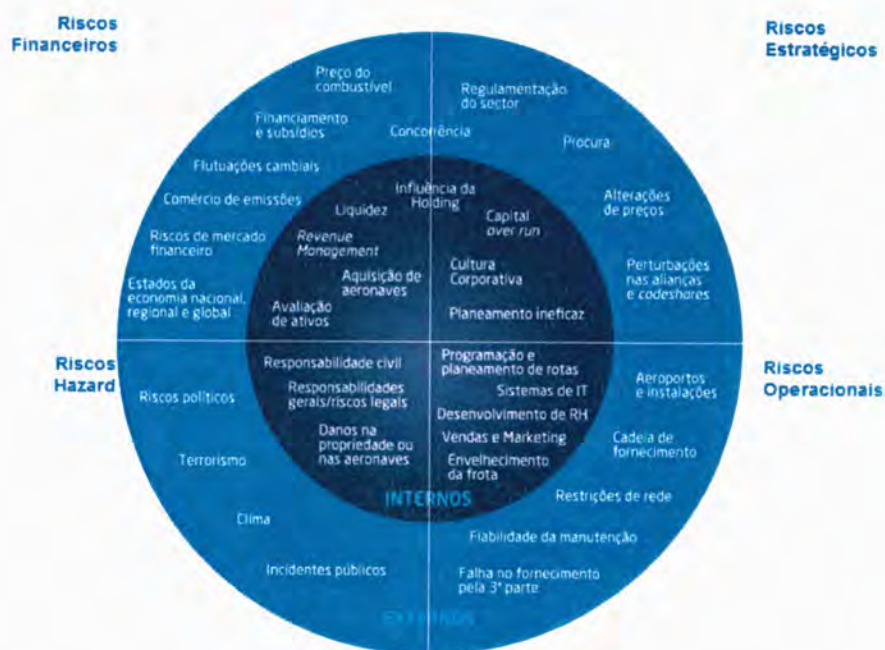 Riscos
Financeiros
Riscos
Estratégicos
Preço do
combustível
Financiamento
e subsídios
Flutuações cambiais
Comércio de emissões
Riscos de mercado
financeiro
Estados da
economia nacional,
regional e global
Concorrência
Regulamentação
do sector
Procura
Alterações
de preços
Perturbações
nas alianças
e codeshares
Influência da
Holding
Liquidez
Revenue
Management
Aquisição de
aeronaves
Avaliação
de ativos
Capital
over run
Cultura
Corporativa
Planeamento ineficaz
Riscos
Hazard
Riscos
Operacionais
Responsabilidade civil
Responsabilidades
gerais/riscos legais
Danos na
propriedade ou
nas aeronaves
Programação e
planeamento de rotas
Sistemas de IT
Desenvolvimento de RH
Vendas e Marketing
Envelhecimento
da frota
INTERNOS
Riscos políticos
Terrorismo
Clima
Incidentes públicos
Aeroportos
e instalações
Cadeia de
fornecimento
Restrições de rede
Fiabilidade da manutenção
Falha no fornecimento
pela 3ª parte
EXTERNOS